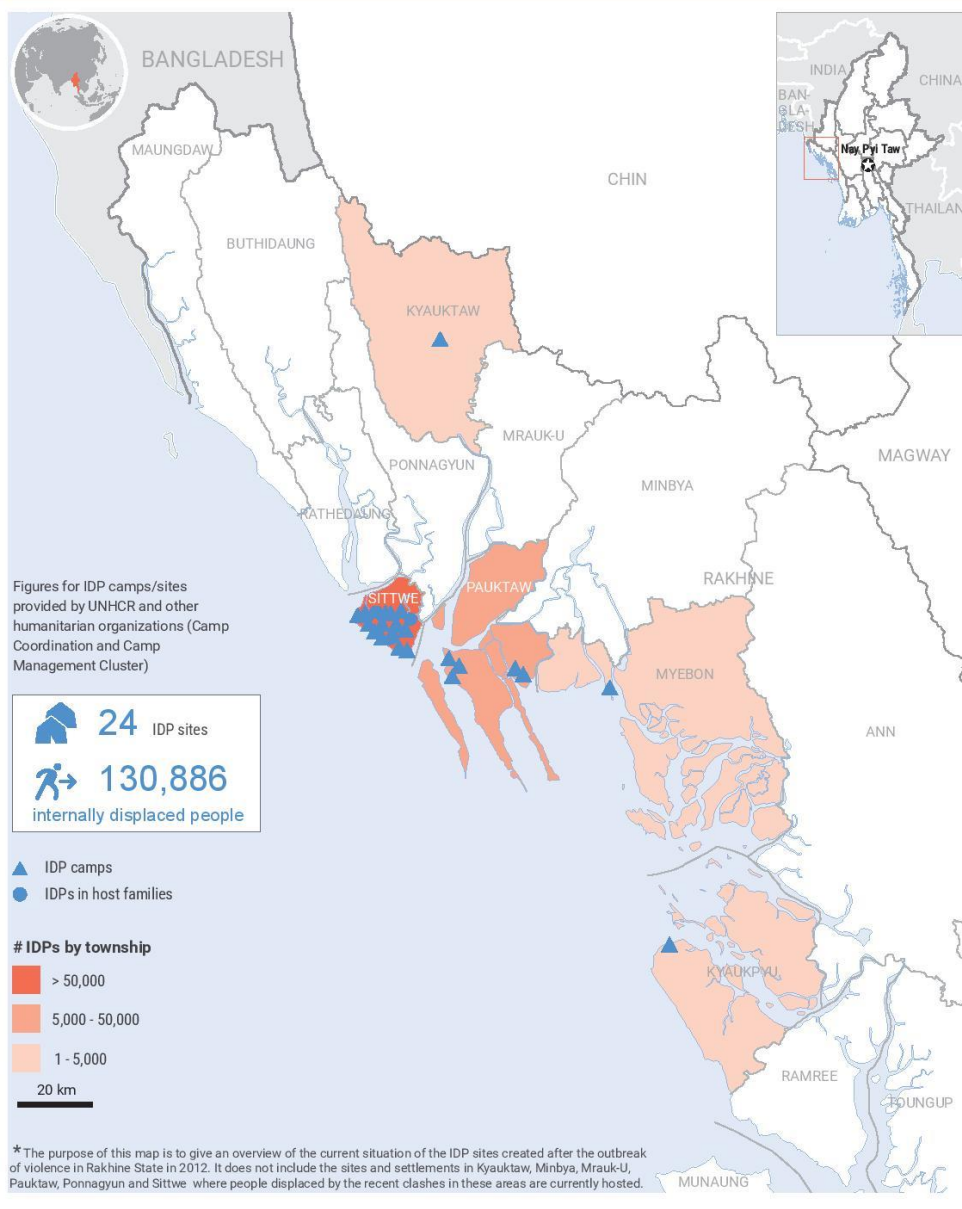 BANGLADESH
INDIA
CHINA
BAN-
GLA-
DESH
Nay Pyi Taw
THAILAN
MAUNGDAW
CHIN
BUTHIDAUNG
KYAUKTAW
MRAUK-U
PONNAGYUN
MAGWAY
MINBYA
RATHEDAUNG
RAKHINE
PAUKTAW
SITTWE
Figures for IDP camps/sites
provided by UNHCR and other
humanitarian organizations (Camp
Coordination and Camp
Management Cluster)
MYEBON
ANN
24 IDP sites
130,886
internally displaced people
IDP camps
IDPs in host families
# IDPs by township
> 50,000
KYAUKPYU
5,000 - 50,000
1 - 5,000
20 km
RAMREE
TOUNGUP
* The purpose of this map is to give an overview of the current situation of the IDP sites created after the outbreak
of violence in Rakhine State in 2012. It does not include the sites and settlements in Kyauktaw, Minbya, Mrauk-U,
Pauktaw, Ponnagyun and Sittwe where people displaced by the recent clashes in these areas are currently hosted.
MUNAUNG